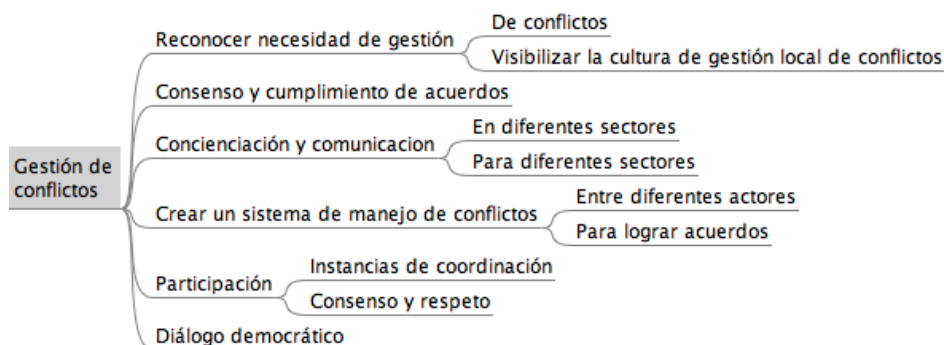 Gestión de
conflictos
Reconocer necesidad de gestión
De conflictos
Visibilizar la cultura de gestión local de conflictos
Consenso y cumplimiento de acuerdos
Concienciación y comunicacion
En diferentes sectores
Para diferentes sectores
Crear un sistema de manejo de conflictos
Entre diferentes actores
Para lograr acuerdos
Participación
Instancias de coordinación
Consenso y respeto
Diálogo democrático